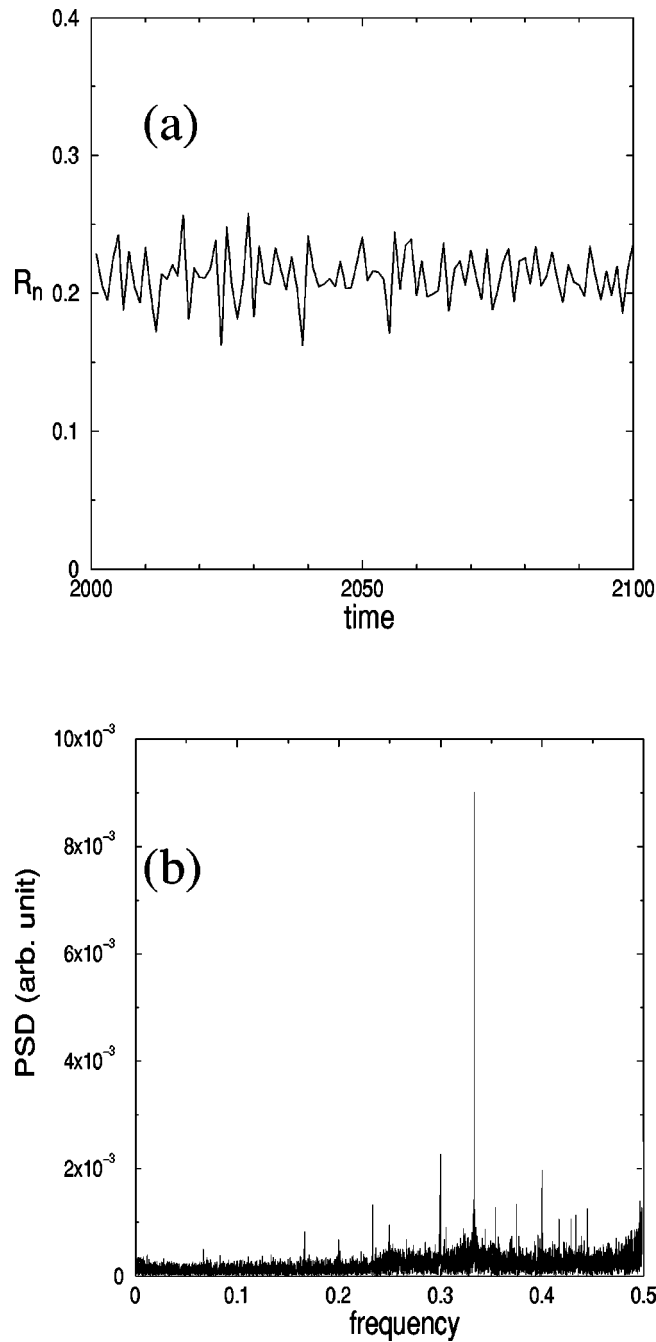 0.4
(a)
0.3
Rn
0.2
0.1
0
2000 2050 2100
time
10x10⁻³
(b)
8x10⁻³
PSD (arb. unit)
6x10⁻³
4x10⁻³
2x10⁻³
0
0 0.1 0.2 0.3 0.4 0.5
frequency